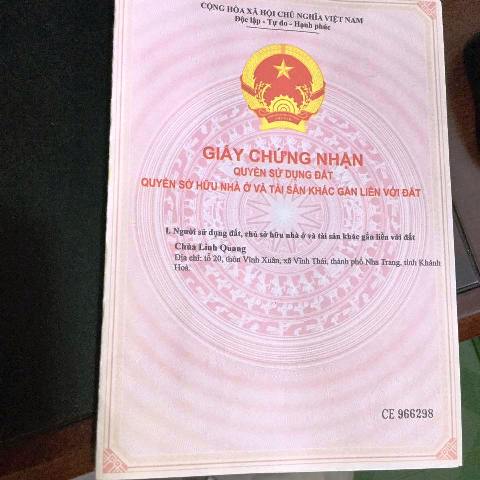 CỘNG HÒA XÃ HỘI CHỦ NGHĨA VIỆT NAM
Độc lập - Tự do - Hạnh phúc
GIẤY CHỨNG NHẬN
QUYỀN SỬ DỤNG ĐẤT
QUYỀN SỞ HỮU NHÀ Ở VÀ TÀI SẢN KHÁC GẮN LIỀN VỚI ĐẤT
I. Người sử dụng đất, chủ sở hữu nhà ở và tài sản khác gắn liền với đất
Chùa Linh Quang
Địa chỉ: tổ 20, thôn Vĩnh Xuân, xã Vĩnh Thái, thành phố Nha Trang, tỉnh Khánh
Hoà.
CE 966298